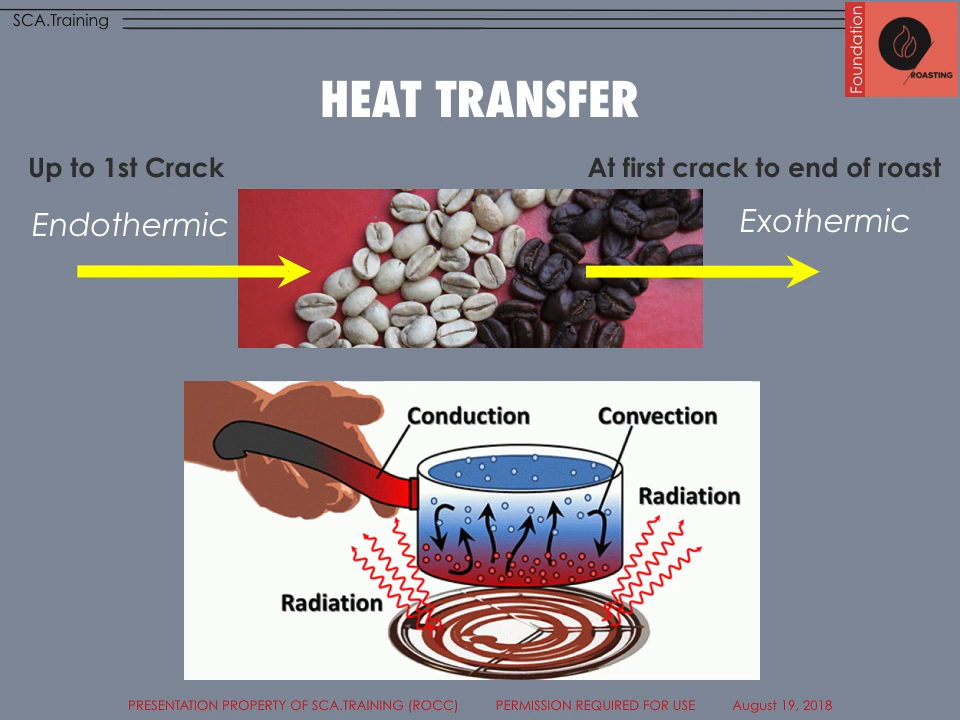 SCA.Training
Foundation
ROASTING
HEAT TRANSFER
Up to 1st Crack
At first crack to end of roast
Endothermic
Exothermic
Conduction
Convection
Radiation
Radiation
PRESENTATION PROPERTY OF SCA.TRAINING (ROCC) PERMISSION REQUIRED FOR USE August 19, 2018